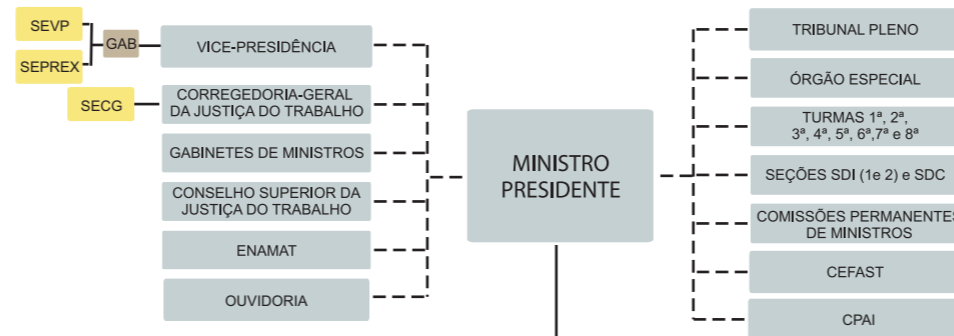 SEVP
SEPREX
GAB
VICE-PRESIDÊNCIA
SECG
CORREGEDORIA-GERAL
DA JUSTIÇA DO TRABALHO
GABINETES DE MINISTROS
CONSELHO SUPERIOR DA
JUSTIÇA DO TRABALHO
ENAMAT
OUVIDORIA
MINISTRO
PRESIDENTE
TRIBUNAL PLENO
ÓRGÃO ESPECIAL
TURMAS 1ª, 2ª,
3ª, 4ª, 5ª, 6ª,7ª e 8ª
SEÇÕES SDI (1e 2) e SDC
COMISSÕES PERMANENTES
DE MINISTROS
CEFAST
CPAI